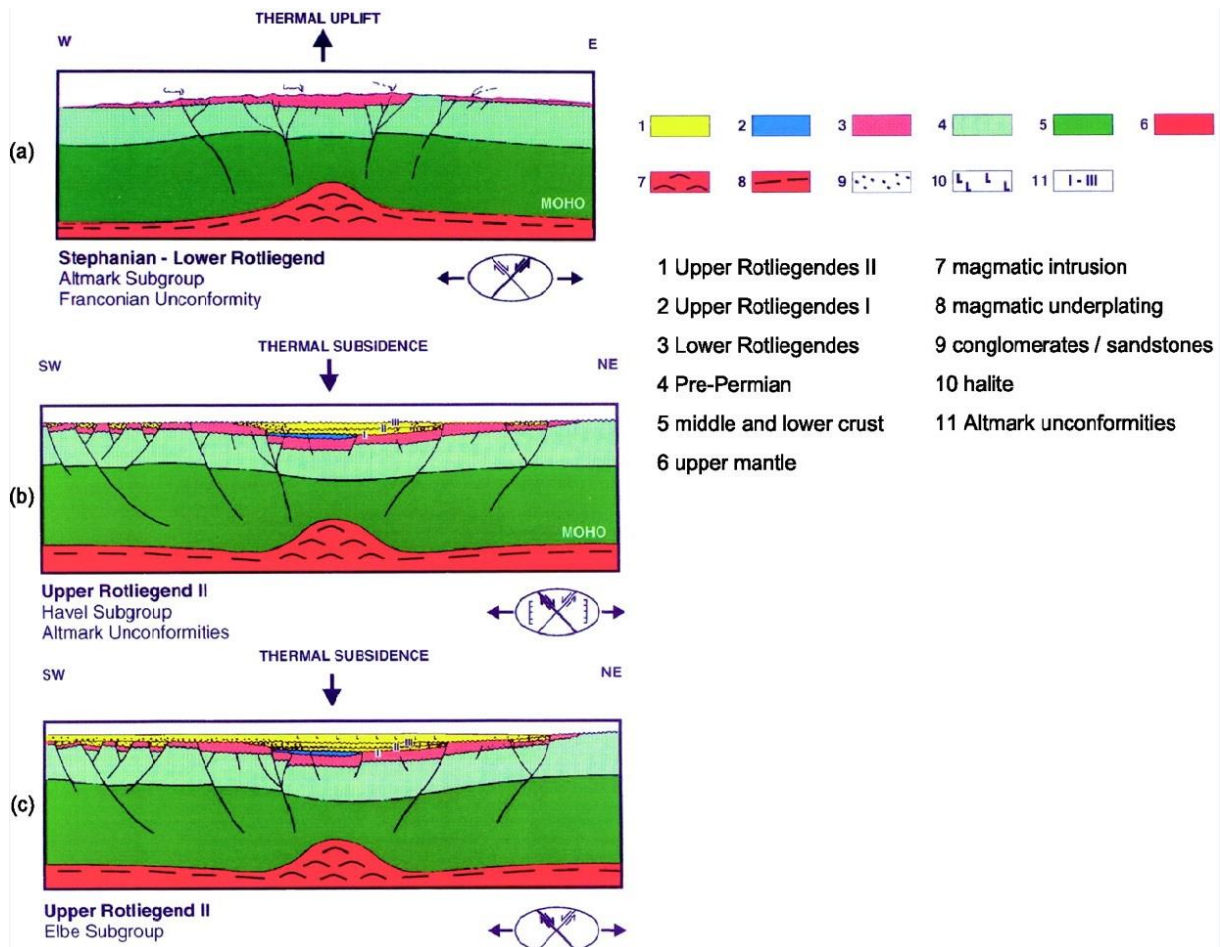 THERMAL UPLIFT
W
E
(a)
MOHO
Stephanian - Lower Rotliegend
Altmark Subgroup
Franconian Unconformity
THERMAL SUBSIDENCE
SW
NE
(b)
III
II
I
MOHO
Upper Rotliegend II
Havel Subgroup
Altmark Unconformities
THERMAL SUBSIDENCE
SW
NE
(c)
III
II
Upper Rotliegend II
Elbe Subgroup
1
2
3
4
5
6
7
8
9
10
11 I - III
1 Upper Rotliegendes II
2 Upper Rotliegendes I
3 Lower Rotliegendes
4 Pre-Permian
5 middle and lower crust
6 upper mantle
7 magmatic intrusion
8 magmatic underplating
9 conglomerates / sandstones
10 halite
11 Altmark unconformities